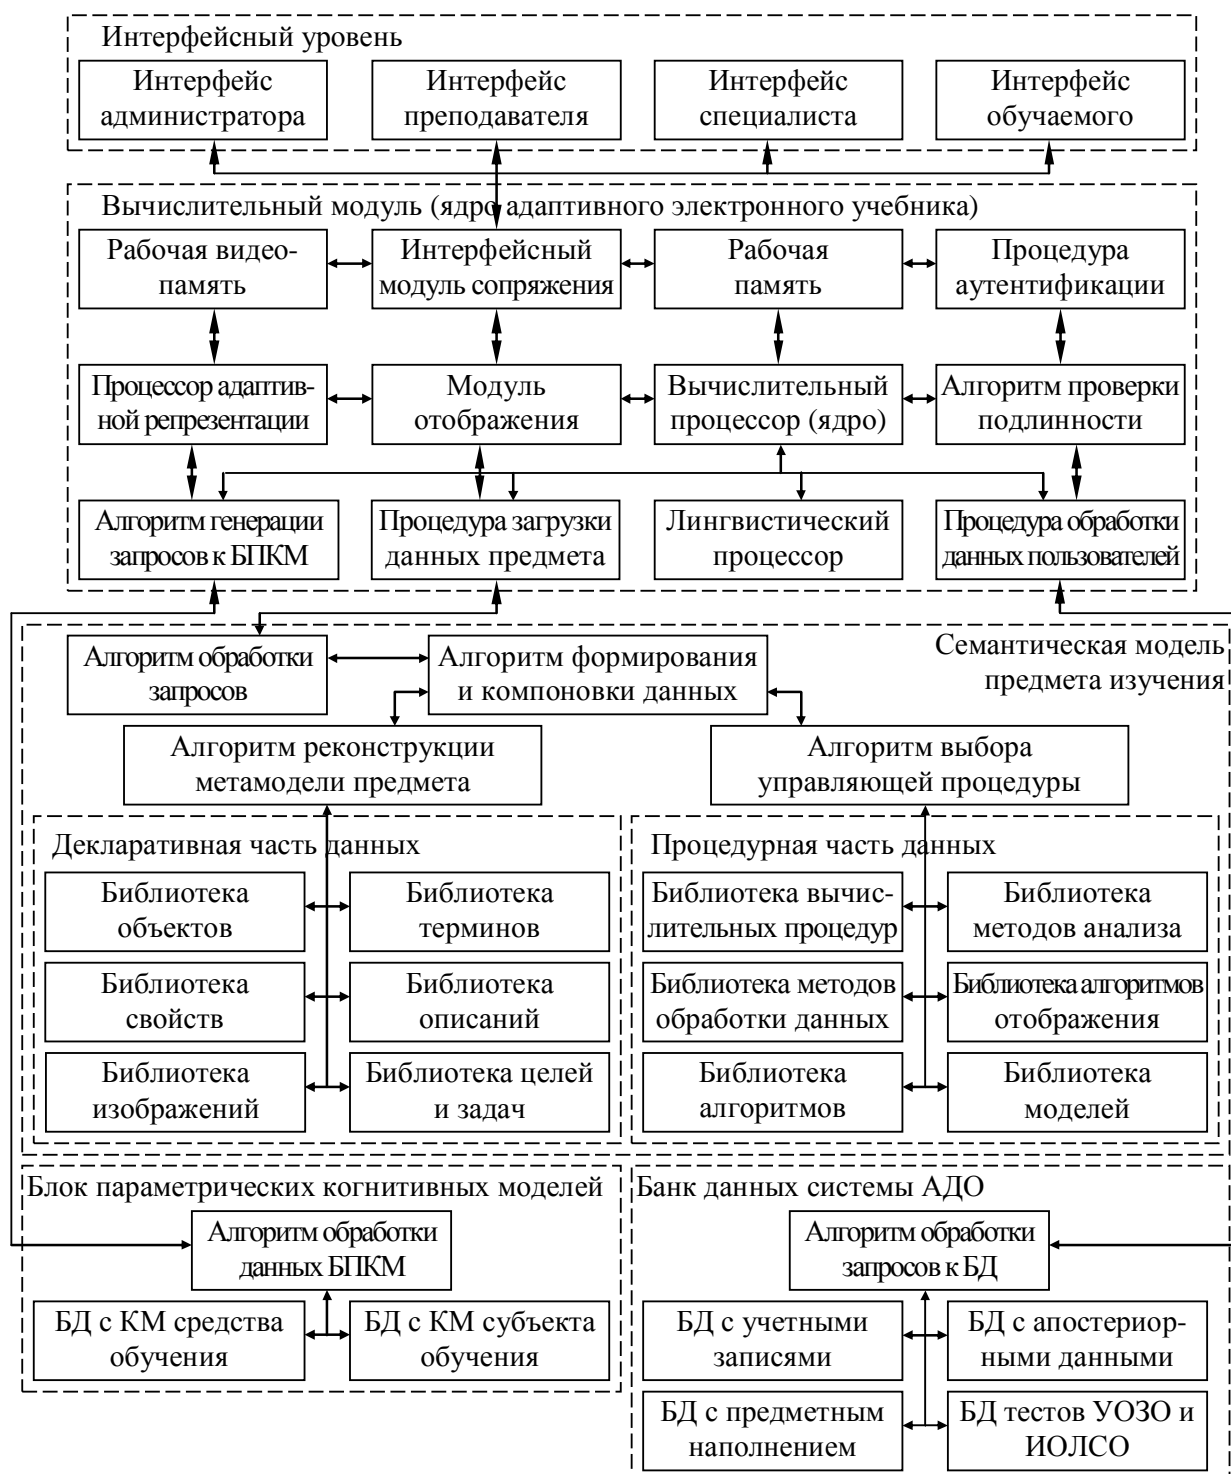 Интерфейсный уровень
Интерфейс
администратора
Интерфейс
преподавателя
Интерфейс
специалиста
Интерфейс
обучаемого
Вычислительный модуль (ядро адаптивного электронного учебника)
Рабочая видео-
память
Интерфейсный
модуль сопряжения
Рабочая
память
Процедура
аутентификации
Процессор адаптив-
ной репрезентации
Модуль
отображения
Вычислительный
процессор (ядро)
Алгоритм проверки
подлинности
Алгоритм генерации
запросов к БПКМ
Процедура загрузки
данных предмета
Лингвистический
процессор
Процедура обработки
данных пользователей
Семантическая модель
предмета изучения
Алгоритм обработки
запросов
Алгоритм формирования
и компоновки данных
Алгоритм реконструкции
метамодели предмета
Алгоритм выбора
управляющей процедуры
Декларативная часть данных
Библиотека
объектов
Библиотека
терминов
Библиотека
свойств
Библиотека
описаний
Библиотека
изображений
Библиотека целей
и задач
Процедурная часть данных
Библиотека вычис-
лительных процедур
Библиотека
методов анализа
Библиотека методов
обработки данных
Библиотека алгоритмов
отображения
Библиотека
алгоритмов
Библиотека
моделей
Блок параметрических когнитивных моделей
Алгоритм обработки
данных БПКМ
БД с КМ средства
обучения
БД с КМ субъекта
обучения
Банк данных системы АДО
Алгоритм обработки
запросов к БД
БД с учетными
записями
БД с апостериор-
ными данными
БД с предметным
наполнением
БД тестов УОЗО и
ИОЛСО